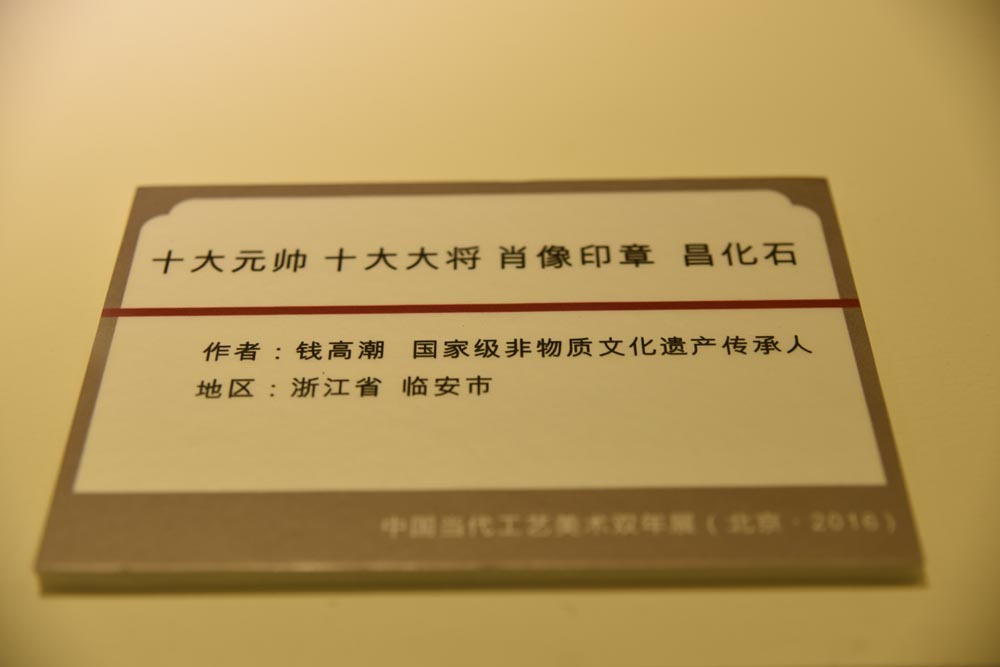 十大元帅 十大大将 肖像印章 昌化石
作者：钱高潮 国家级非物质文化遗产传承人
地区：浙江省 临安市
中国当代工艺美术双年展（北京·2016）